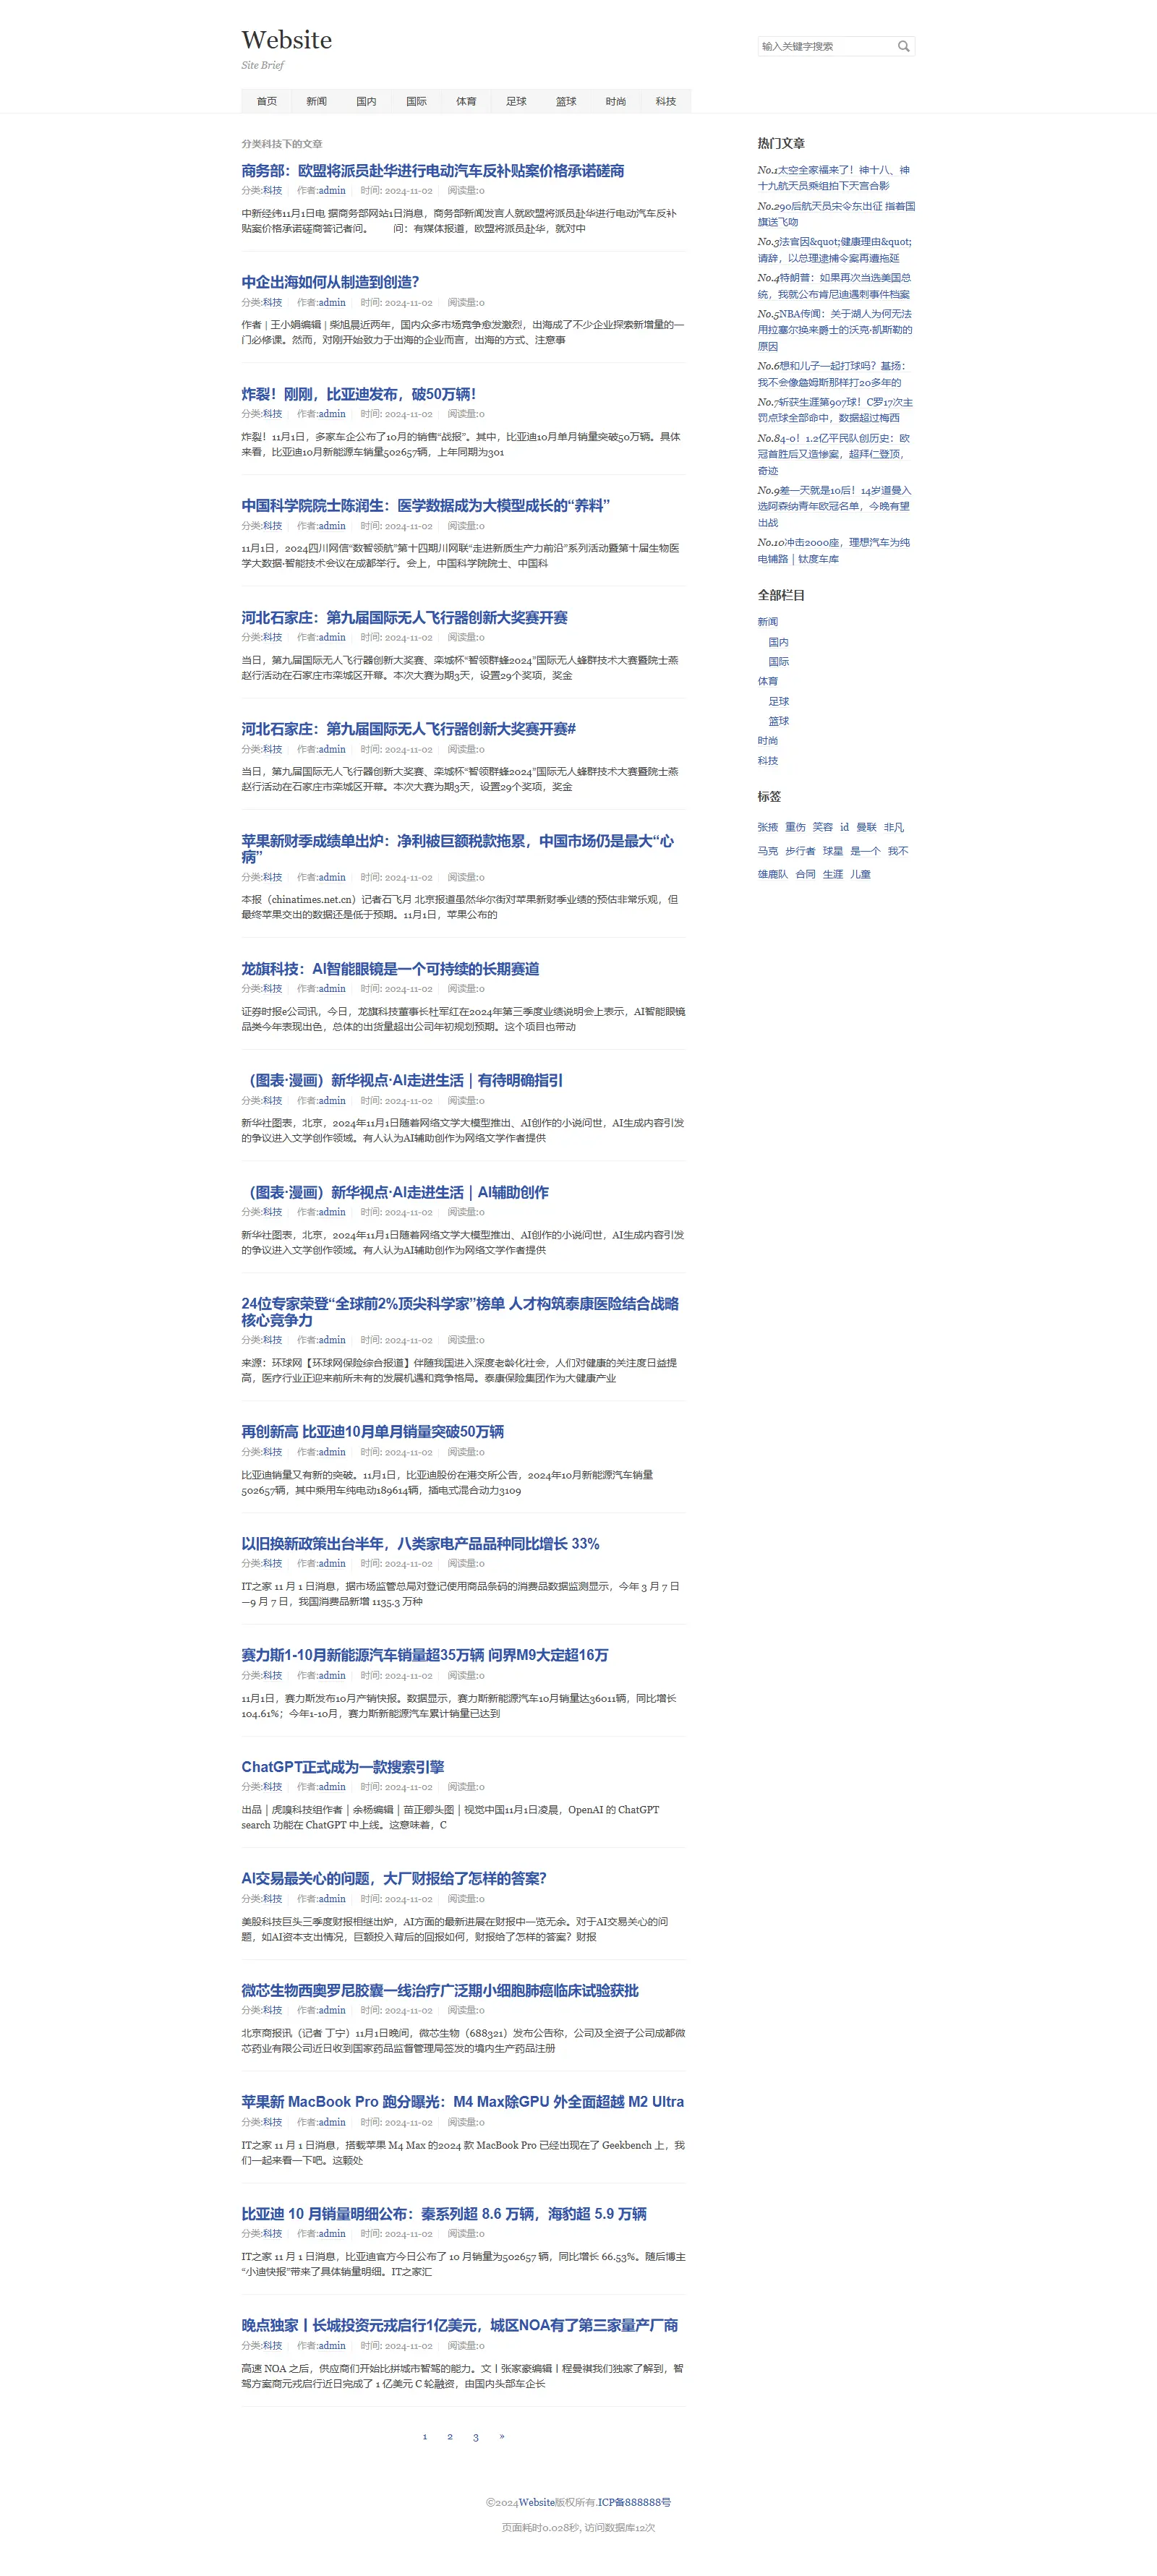 Website
Site Brief
输入关键字搜索
首页 新闻 国内 国际 体育 足球 篮球 时尚 科技
分类科技下的文章
商务部：欧盟将派员赴华进行电动汽车反补贴案价格承诺磋商
分类:科技 作者:admin 时间: 2024-11-02 阅读量:0
中新经纬11月1日电 据商务部网站1日消息，商务部新闻发言人就欧盟将派员赴华进行电动汽车反补
贴案价格承诺磋商答记者问。 问：有媒体报道，欧盟将派员赴华，就对中
中企出海如何从制造到创造？
分类:科技 作者:admin 时间: 2024-11-02 阅读量:0
作者 | 王小娟编辑 | 柴旭晨近两年，国内众多市场竞争愈发激烈，出海成了不少企业探索新增量的一
门必修课。然而，对刚开始致力于出海的企业而言，出海的方式、注意事
炸裂！刚刚，比亚迪发布，破50万辆！
分类:科技 作者:admin 时间: 2024-11-02 阅读量:0
炸裂！11月1日，多家车企公布了10月的销售“战报”。其中，比亚迪10月单月销量突破50万辆。具体
来看，比亚迪10月新能源车销量502657辆，上年同期为301
中国科学院院士陈润生：医学数据成为大模型成长的“养料”
分类:科技 作者:admin 时间: 2024-11-02 阅读量:0
11月1日，2024四川网信“数智领航”第十四期川网联“走进新质生产力前沿”系列活动暨第十届生物医
学大数据·智能技术会议在成都举行。会上，中国科学院院士、中国科
河北石家庄：第九届国际无人飞行器创新大奖赛开赛
分类:科技 作者:admin 时间: 2024-11-02 阅读量:0
当日，第九届国际无人飞行器创新大奖赛、栾城杯“智领群蜂2024”国际无人蜂群技术大赛暨院士燕
赵行活动在石家庄市栾城区开幕。本次大赛为期3天，设置29个奖项，奖金
河北石家庄：第九届国际无人飞行器创新大奖赛开赛#
分类:科技 作者:admin 时间: 2024-11-02 阅读量:0
当日，第九届国际无人飞行器创新大奖赛、栾城杯“智领群蜂2024”国际无人蜂群技术大赛暨院士燕
赵行活动在石家庄市栾城区开幕。本次大赛为期3天，设置29个奖项，奖金
苹果新财季成绩单出炉：净利被巨额税款拖累，中国市场仍是最大“心
病”
分类:科技 作者:admin 时间: 2024-11-02 阅读量:0
本报（chinatimes.net.cn）记者石飞月 北京报道虽然华尔街对苹果新财季业绩的预估非常乐观，但
最终苹果交出的数据还是低于预期。11月1日，苹果公布的
龙旗科技：AI智能眼镜是一个可持续的长期赛道
分类:科技 作者:admin 时间: 2024-11-02 阅读量:0
证券时报e公司讯，今日，龙旗科技董事长杜军红在2024年第三季度业绩说明会上表示，AI智能眼镜
品类今年表现出色，总体的出货量超出公司年初规划预期。这个项目也带动
（图表·漫画）新华视点·AI走进生活｜有待明确指引
分类:科技 作者:admin 时间: 2024-11-02 阅读量:0
新华社图表，北京，2024年11月1日随着网络文学大模型推出、AI创作的小说问世，AI生成内容引发
的争议进入文学创作领域。有人认为AI辅助创作为网络文学作者提供
（图表·漫画）新华视点·AI走进生活｜AI辅助创作
分类:科技 作者:admin 时间: 2024-11-02 阅读量:0
新华社图表，北京，2024年11月1日随着网络文学大模型推出、AI创作的小说问世，AI生成内容引发
的争议进入文学创作领域。有人认为AI辅助创作为网络文学作者提供
24位专家荣登“全球前2%顶尖科学家”榜单 人才构筑泰康医险结合战略
核心竞争力
分类:科技 作者:admin 时间: 2024-11-02 阅读量:0
来源：环球网【环球网保险综合报道】伴随我国进入深度老龄化社会，人们对健康的关注度日益提
高，医疗行业正迎来前所未有的发展机遇和竞争格局。泰康保险集团作为大健康产业
再创新高 比亚迪10月单月销量突破50万辆
分类:科技 作者:admin 时间: 2024-11-02 阅读量:0
比亚迪销量又有新的突破。11月1日，比亚迪股份在港交所公告，2024年10月新能源汽车销量
502657辆，其中乘用车纯电动189614辆，插电式混合动力3109
以旧换新政策出台半年，八类家电产品品种同比增长 33%
分类:科技 作者:admin 时间: 2024-11-02 阅读量:0
IT之家 11 月 1 日消息，据市场监管总局对登记使用商品条码的消费品数据监测显示，今年 3 月 7 日
—9 月 7 日，我国消费品新增 1135.3 万种
赛力斯1-10月新能源汽车销量超35万辆 问界M9大定超16万
分类:科技 作者:admin 时间: 2024-11-02 阅读量:0
11月1日，赛力斯发布10月产销快报。数据显示，赛力斯新能源汽车10月销量达36011辆，同比增长
104.61%；今年1-10月，赛力斯新能源汽车累计销量已达到
ChatGPT正式成为一款搜索引擎
分类:科技 作者:admin 时间: 2024-11-02 阅读量:0
出品｜虎嗅科技组作者｜余杨编辑｜苗正卿头图｜视觉中国11月1日凌晨，OpenAI 的 ChatGPT
search 功能在 ChatGPT 中上线。这意味着，C
AI交易最关心的问题，大厂财报给了怎样的答案？
分类:科技 作者:admin 时间: 2024-11-02 阅读量:0
美股科技巨头三季度财报相继出炉，AI方面的最新进展在财报中一览无余。对于AI交易关心的问
题，如AI资本支出情况，巨额投入背后的回报如何，财报给了怎样的答案？财报
微芯生物西奥罗尼胶囊一线治疗广泛期小细胞肺癌临床试验获批
分类:科技 作者:admin 时间: 2024-11-02 阅读量:0
北京商报讯（记者 丁宁）11月1日晚间，微芯生物（688321）发布公告称，公司及全资子公司成都微
芯药业有限公司近日收到国家药品监督管理局签发的境内生产药品注册
苹果新 MacBook Pro 跑分曝光：M4 Max除GPU 外全面超越 M2 Ultra
分类:科技 作者:admin 时间: 2024-11-02 阅读量:0
IT之家 11 月 1 日消息，搭载苹果 M4 Max 的2024 款 MacBook Pro 已经出现在了 Geekbench 上，我
们一起来看一下吧。这颗处
比亚迪 10 月销量明细公布：秦系列超 8.6 万辆，海豹超 5.9 万辆
分类:科技 作者:admin 时间: 2024-11-02 阅读量:0
IT之家 11 月 1 日消息，比亚迪官方今日公布了 10 月销量为502657 辆，同比增长 66.53%。随后博主
“小迪快报”带来了具体销量明细。IT之家汇
晚点独家丨长城投资元戎启行1亿美元，城区NOA有了第三家量产厂商
分类:科技 作者:admin 时间: 2024-11-02 阅读量:0
高速 NOA 之后，供应商们开始比拼城市智驾的能力。文丨张家豪编辑丨程曼祺我们独家了解到，智
驾方案商元戎启行近日完成了 1 亿美元 C 轮融资，由国内头部车企长
1 2 3 »
热门文章
No.1太空全家福来了！神十八、神
十九航天员乘组拍下天宫合影
No.290后航天员宋令东出征 指着国
旗送飞吻
No.3法官因&quot;健康理由&quot;
请辞，以总理逮捕令案再遭拖延
No.4特朗普：如果再次当选美国总
统，我就公布肯尼迪遇刺事件档案
No.5NBA传闻：关于湖人为何无法
用拉塞尔换来爵士的沃克·凯斯勒的
原因
No.6想和儿子一起打球吗？基扬：
我不会像詹姆斯那样打20多年的
No.7斩获生涯第907球！C罗17次主
罚点球全部命中，数据超过梅西
No.84-0！1.2亿平民队创历史：欧
冠首胜后又造惨案，超拜仁登顶，
奇迹
No.9差一天就是10后！14岁道曼入
选阿森纳青年欧冠名单，今晚有望
出战
No.10冲击2000座，理想汽车为纯
电铺路｜钛度车库
全部栏目
新闻
国内
国际
体育
足球
篮球
时尚
科技
标签
张掖 重伤 笑容 id 曼联 非凡
马克 步行者 球星 是一个 我不
雄鹿队 合同 生涯 儿童
©2024Website版权所有.ICP备888888号
页面耗时0.028秒, 访问数据库12次